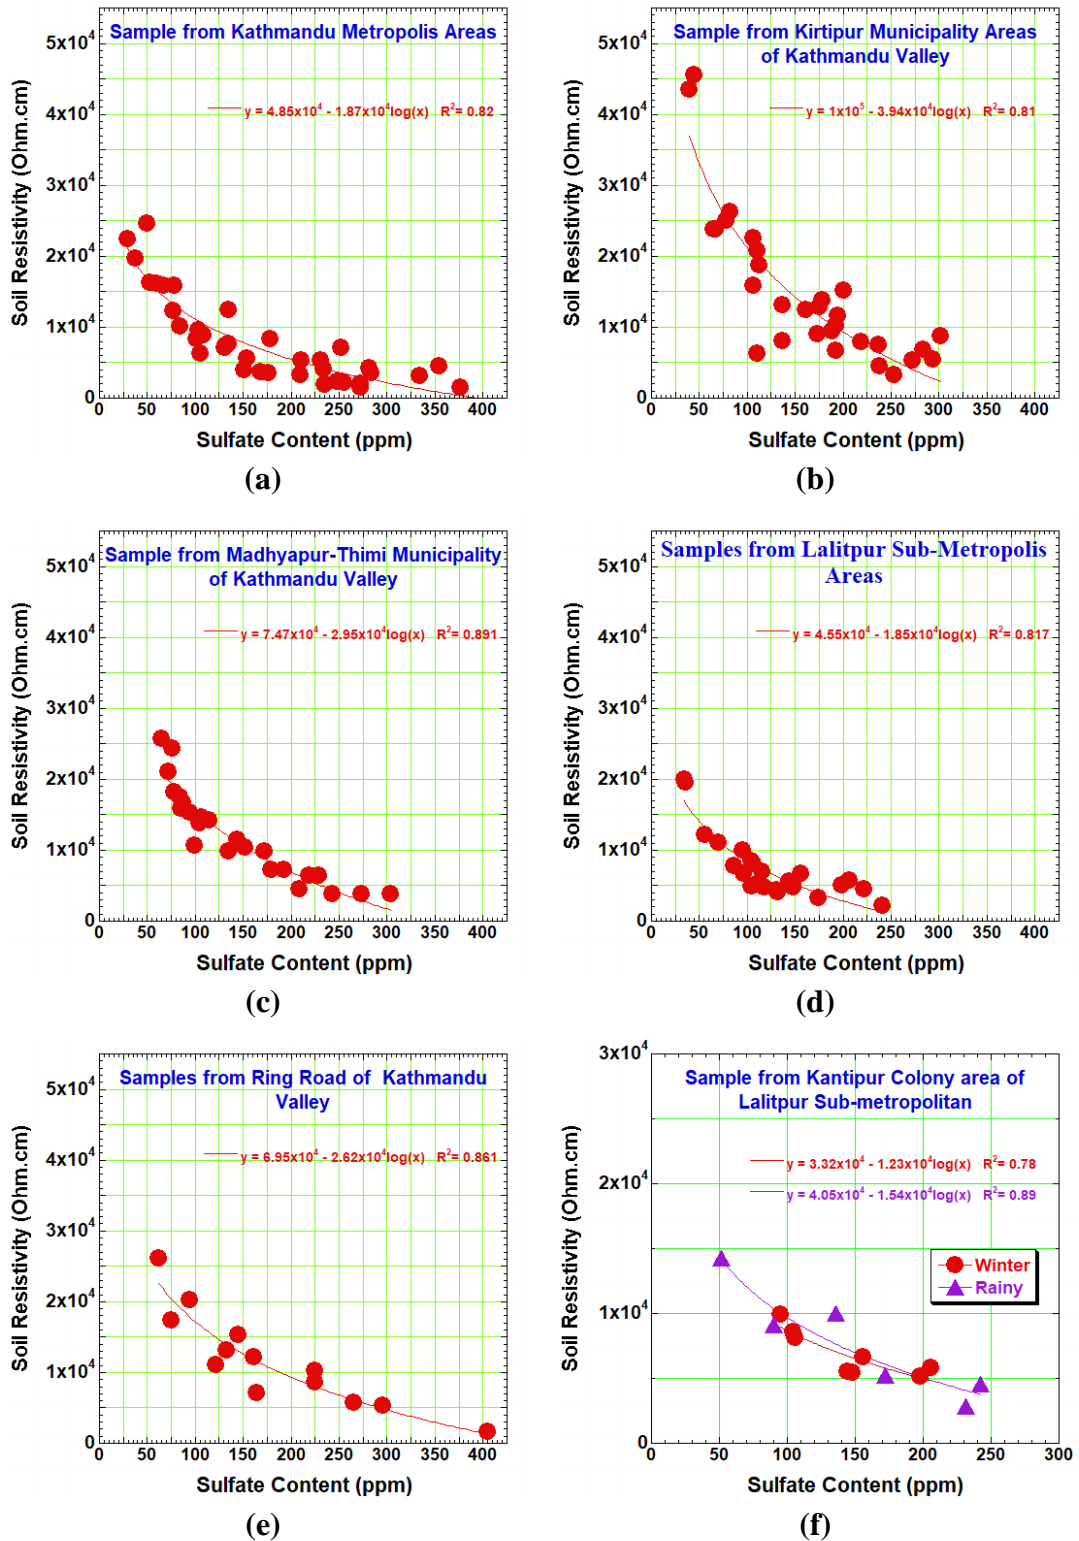 Sample from Kathmandu Metropolis Areas
y = 4.85x10⁴ - 1.87x10⁴log(x)   R²= 0.82
Soil Resistivity (Ohm.cm)
5x10⁴
4x10⁴
3x10⁴
2x10⁴
1x10⁴
0
0 50 100 150 200 250 300 350 400
Sulfate Content (ppm)
(a)
Sample from Kirtipur Municipality Areas
of Kathmandu Valley
y = 1x10⁵ - 3.94x10⁴log(x)   R²= 0.81
Soil Resistivity (Ohm.cm)
5x10⁴
4x10⁴
3x10⁴
2x10⁴
1x10⁴
0
0 50 100 150 200 250 300 350 400
Sulfate Content (ppm)
(b)
Sample from Madhyapur-Thimi Municipality
of Kathmandu Valley
y = 7.47x10⁴ - 2.95x10⁴log(x)   R²= 0.891
Soil Resistivity (Ohm.cm)
5x10⁴
4x10⁴
3x10⁴
2x10⁴
1x10⁴
0
0 50 100 150 200 250 300 350 400
Sulfate Content (ppm)
(c)
Samples from Lalitpur Sub-Metropolis
Areas
y = 4.55x10⁴ - 1.85x10⁴log(x)   R²= 0.817
Soil Resistivity (Ohm.cm)
5x10⁴
4x10⁴
3x10⁴
2x10⁴
1x10⁴
0
0 50 100 150 200 250 300 350 400
Sulfate Content (ppm)
(d)
Samples from Ring Road of Kathmandu
Valley
y = 6.95x10⁴ - 2.62x10⁴log(x)   R²= 0.861
Soil Resistivity (Ohm.cm)
5x10⁴
4x10⁴
3x10⁴
2x10⁴
1x10⁴
0
0 50 100 150 200 250 300 350 400
Sulfate Content (ppm)
(e)
Sample from Kantipur Colony area of
Lalitpur Sub-metropolitan
y = 3.32x10⁴ - 1.23x10⁴log(x)   R²= 0.78
y = 4.05x10⁴ - 1.54x10⁴log(x)   R²= 0.89
Winter
Rainy
Soil Resistivity (Ohm.cm)
3x10⁴
2x10⁴
1x10⁴
0
0 50 100 150 200 250 300
Sulfate Content (ppm)
(f)